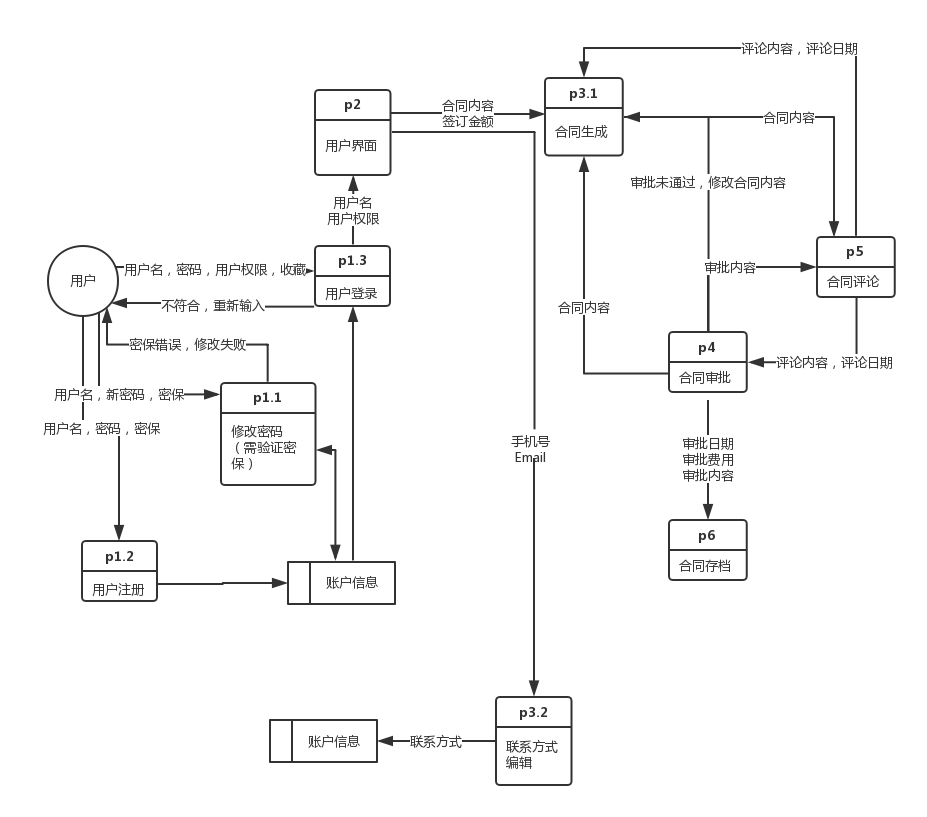 评论内容，评论日期
p3.1
合同生成
p2
用户界面
合同内容
签订金额
合同内容
审批未通过，修改合同内容
用户名
用户权限
p1.3
用户登录
用户
用户名，密码，用户权限，收藏
不符合，重新输入
p5
合同评论
审批内容
合同内容
密保错误，修改失败
p4
合同审批
评论内容，评论日期
用户名，新密码，密保
p1.1
修改密码
（需验证密
保）
用户名，密码，密保
手机号
Email
审批日期
审批费用
审批内容
p6
合同存档
p1.2
用户注册
账户信息
p3.2
联系方式
编辑
联系方式
账户信息